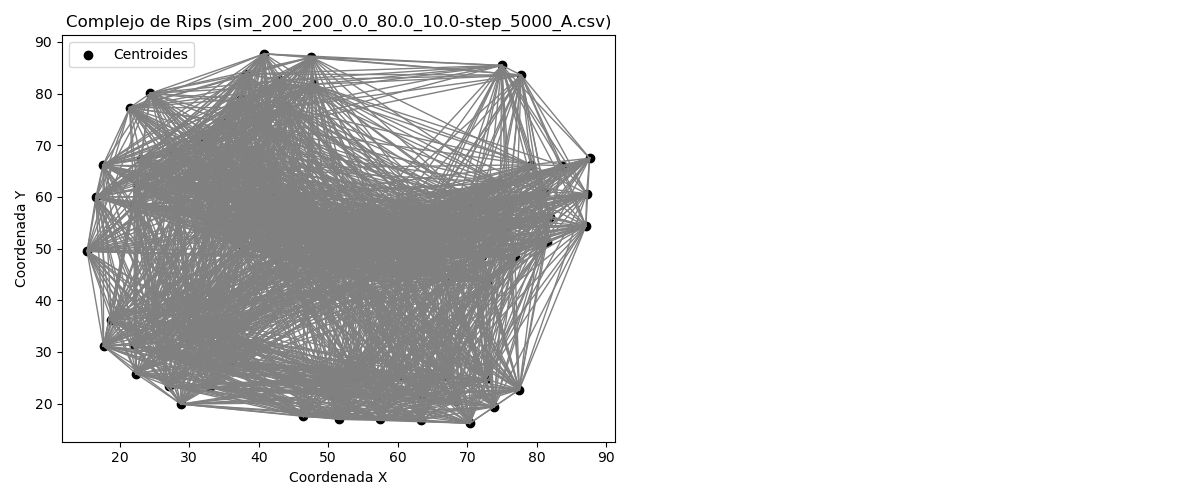 Complejo de Rips (sim_200_200_0.0_80.0_10.0-step_5000_A.csv)
Centroides
90
80
70
60
50
40
30
20
Coordenada Y
20 30 40 50 60 70 80 90
Coordenada X